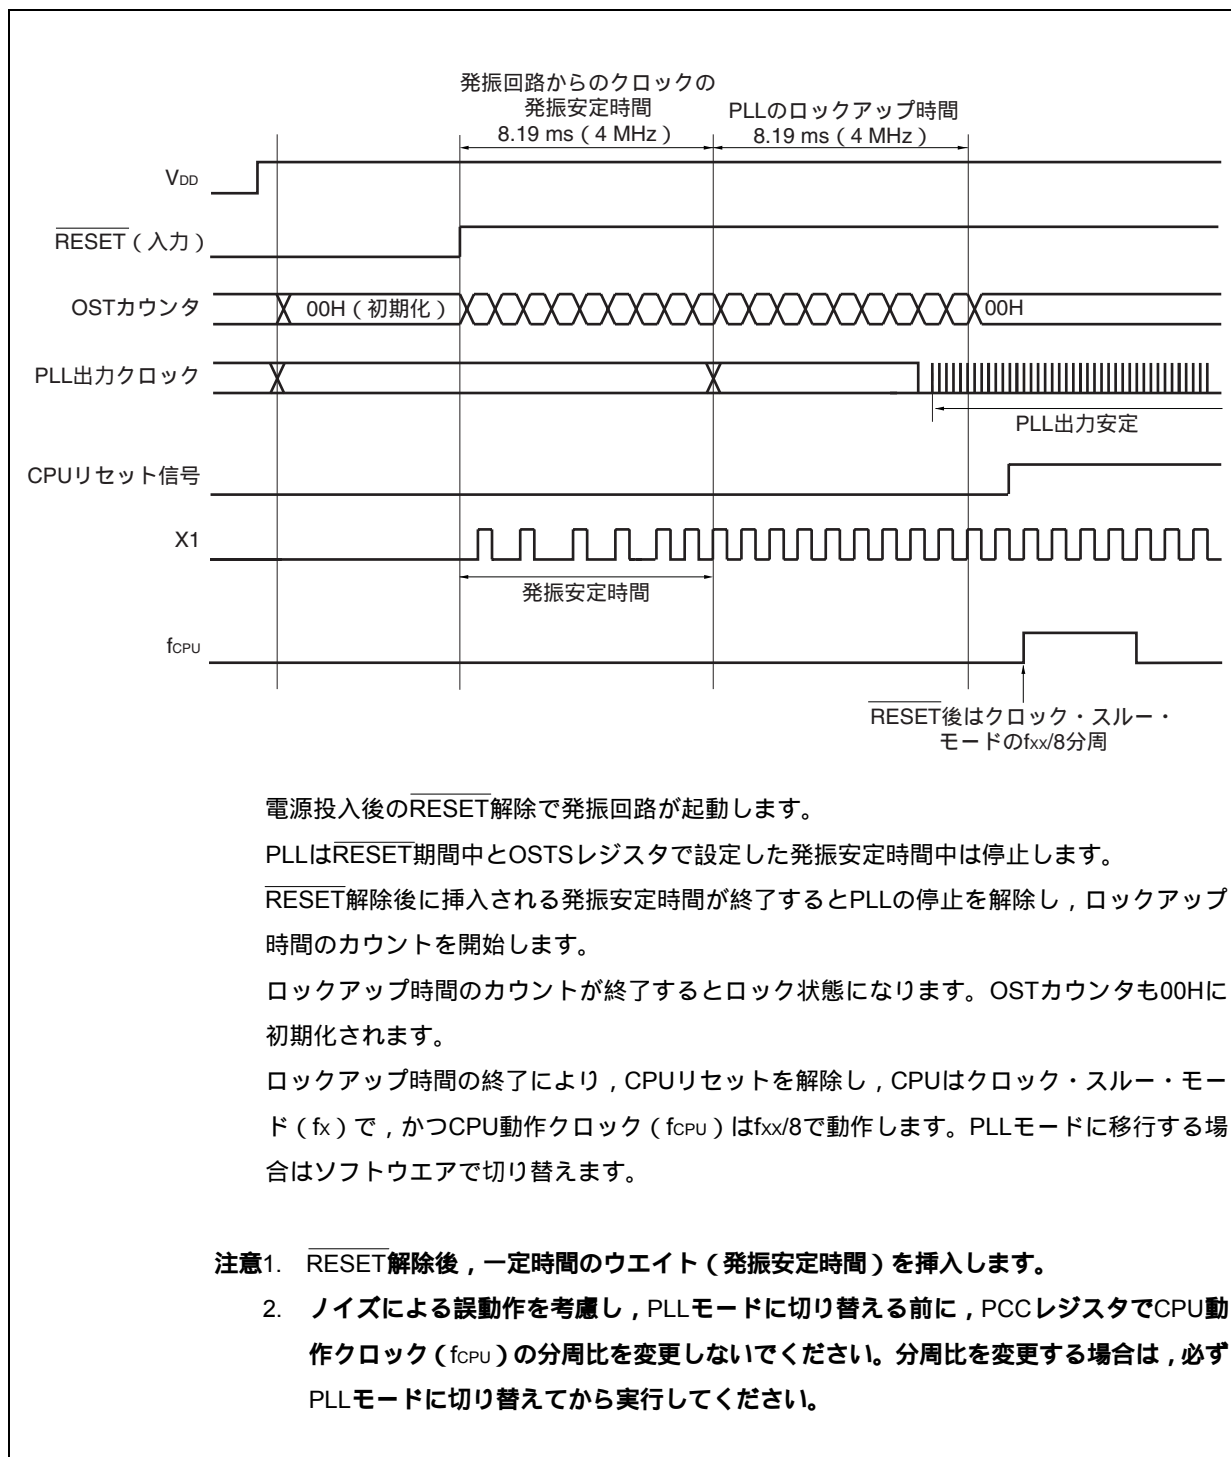 発振回路からのクロックの
発振安定時間
8.19 ms（4 MHz）
PLLのロックアップ時間
8.19 ms（4 MHz）
VDD
RESET（入力）
OSTカウンタ
00H（初期化）
00H
PLL出力クロック
PLL出力安定
CPUリセット信号
X1
発振安定時間
fCPU
RESET後はクロック・スルー・
モードのfxx/8分周
電源投入後のRESET解除で発振回路が起動します。
PLLはRESET期間中とOSTSレジスタで設定した発振安定時間中は停止します。
RESET解除後に挿入される発振安定時間が終了するとPLLの停止を解除し，ロックアップ
時間のカウントを開始します。
ロックアップ時間のカウントが終了するとロック状態になります。OSTカウンタも00Hに
初期化されます。
ロックアップ時間の終了により，CPUリセットを解除し，CPUはクロック・スルー・モー
ド（fx）で，かつCPU動作クロック（fCPU）はfxx/8で動作します。PLLモードに移行する場
合はソフトウエアで切り替えます。
注意1. RESET解除後，一定時間のウエイト（発振安定時間）を挿入します。
2. ノイズによる誤動作を考慮し，PLLモードに切り替える前に，PCCレジスタでCPU動
作クロック（fCPU）の分周比を変更しないでください。分周比を変更する場合は，必ず
PLLモードに切り替えてから実行してください。